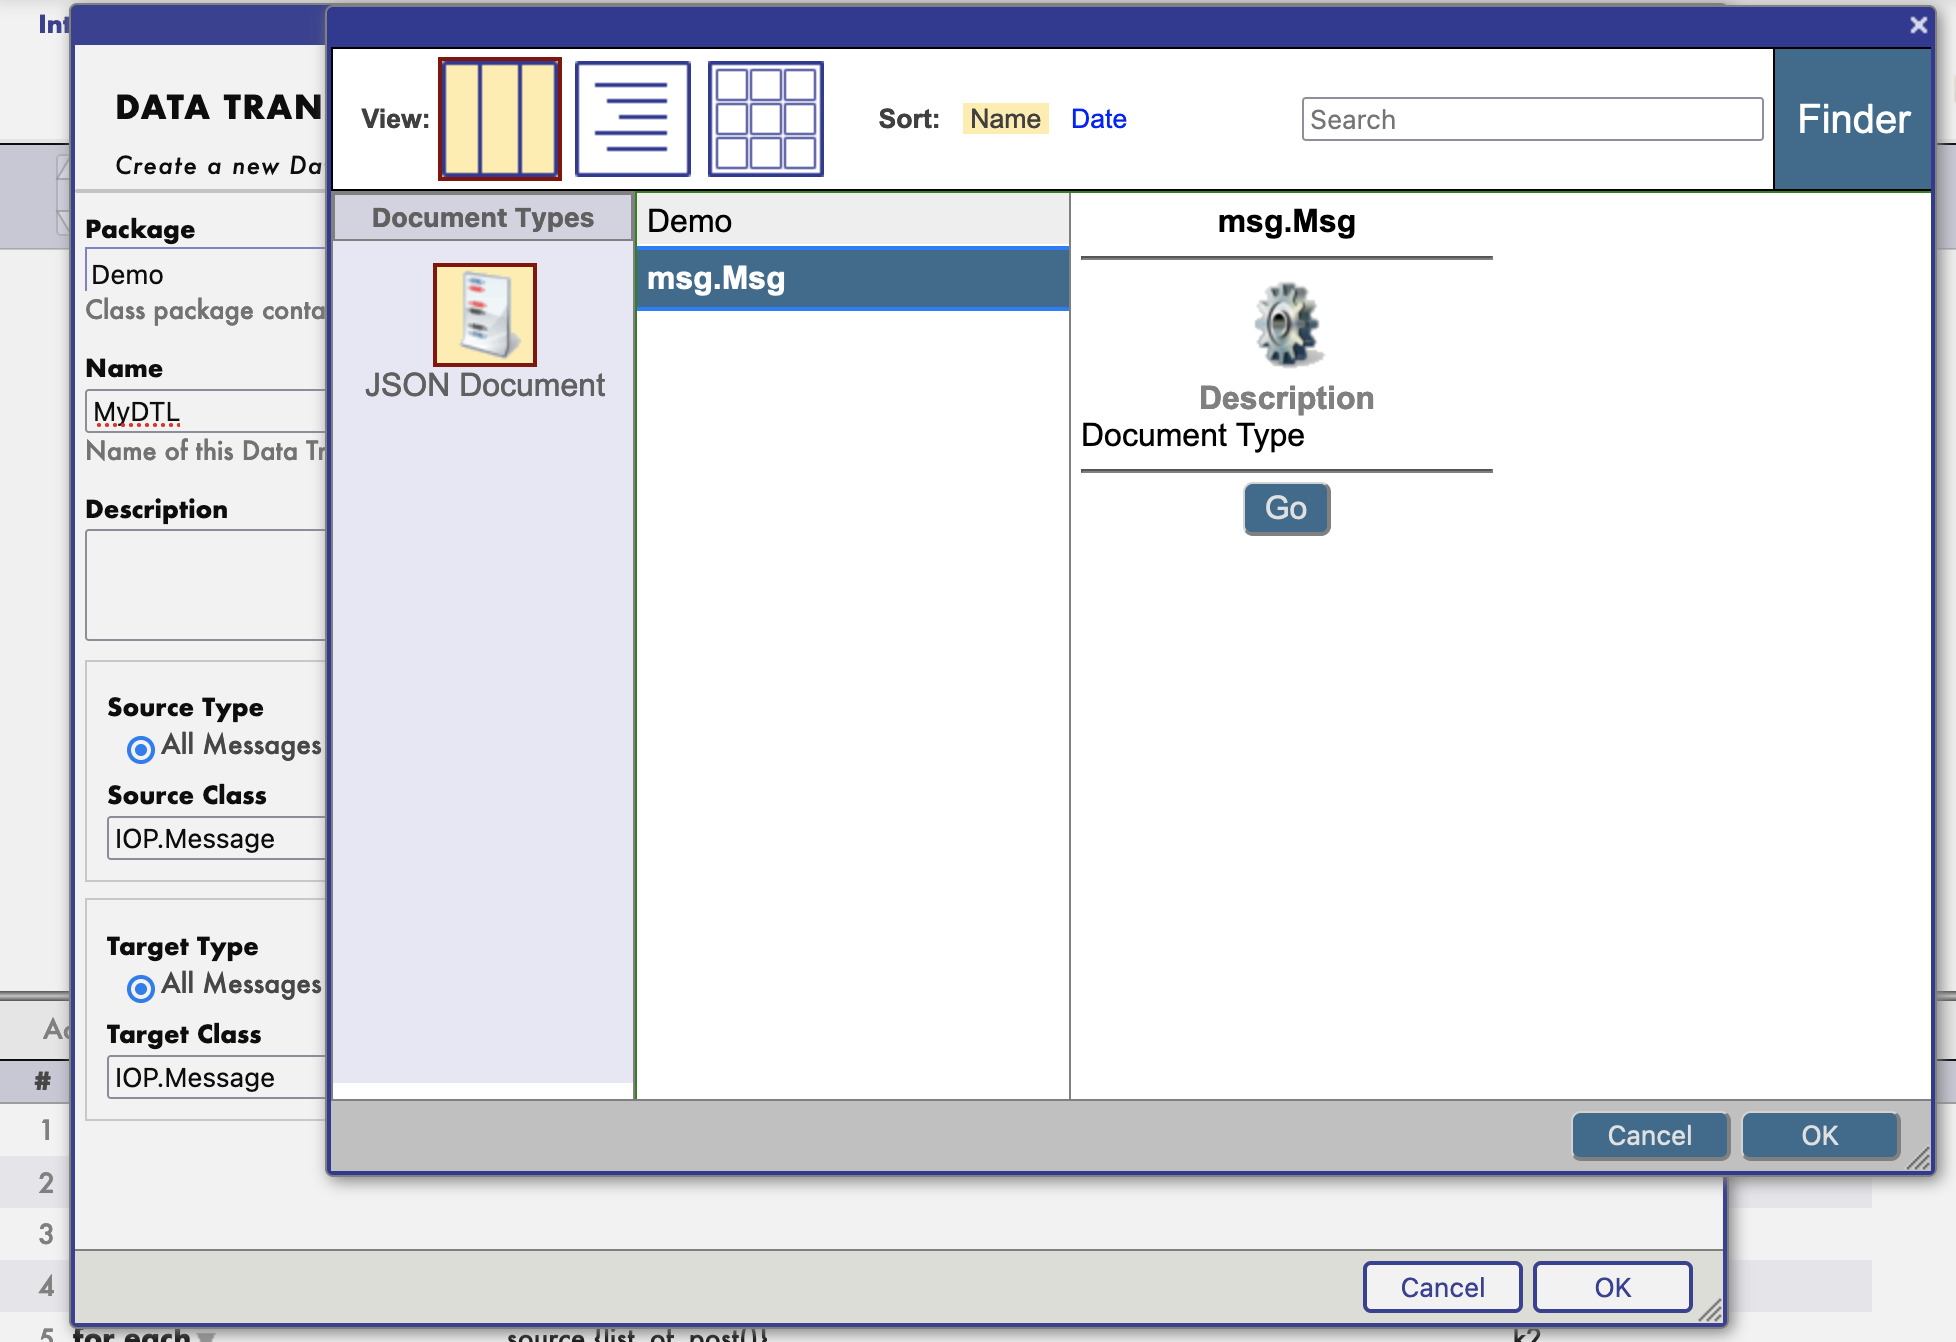 Int
×
View:
Sort: Name Date
Search
Finder
DATA TRAN
Create a new Da
Document Types
JSON Document
Demo
msg.Msg
msg.Msg
Description
Document Type
Go
Package
Demo
Class package conta
Name
MyDTL
Name of this Data Tr
Description
Source Type
All Messages
Source Class
IOP.Message
Target Type
All Messages
Target Class
IOP.Message
Cancel OK
Cancel OK
Ac
#
1
2
3
4
5 for each source.{list_of_post()} k2